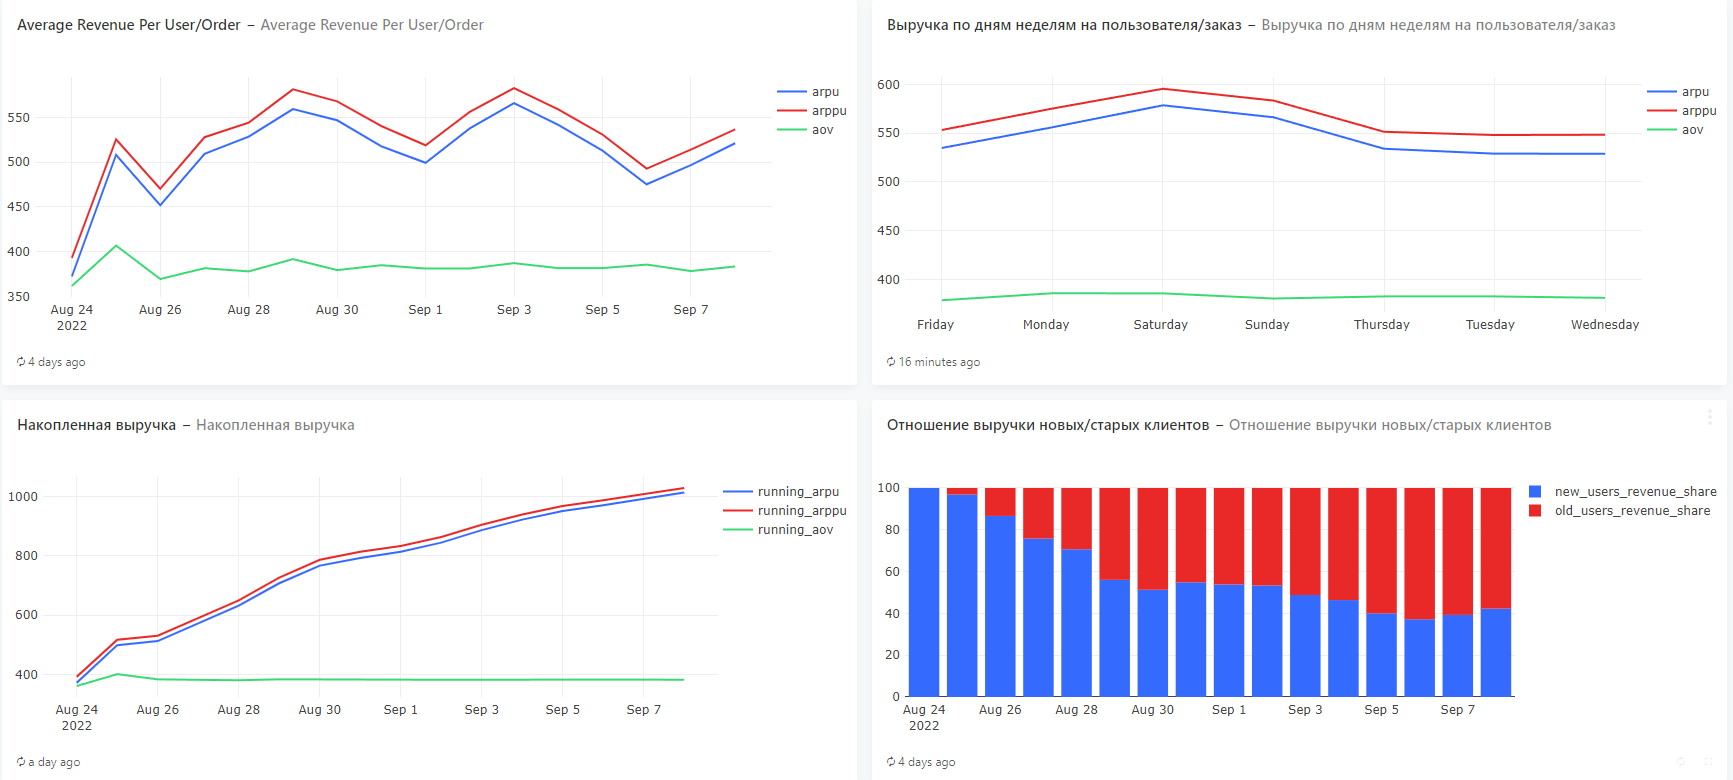 Average Revenue Per User/Order – Average Revenue Per User/Order
550
500
450
400
350
Aug 24
2022
Aug 26
Aug 28
Aug 30
Sep 1
Sep 3
Sep 5
Sep 7
arpu
arppu
aov
4 days ago
Выручка по дням неделям на пользователя/заказ – Выручка по дням неделям на пользователя/заказ
600
550
500
450
400
Friday
Monday
Saturday
Sunday
Thursday
Tuesday
Wednesday
arpu
arppu
aov
16 minutes ago
Накопленная выручка – Накопленная выручка
1000
800
600
400
Aug 24
2022
Aug 26
Aug 28
Aug 30
Sep 1
Sep 3
Sep 5
Sep 7
running_arpu
running_arppu
running_aov
a day ago
Отношение выручки новых/старых клиентов – Отношение выручки новых/старых клиентов
100
80
60
40
20
0
Aug 24
2022
Aug 26
Aug 28
Aug 30
Sep 1
Sep 3
Sep 5
Sep 7
new_users_revenue_share
old_users_revenue_share
4 days ago